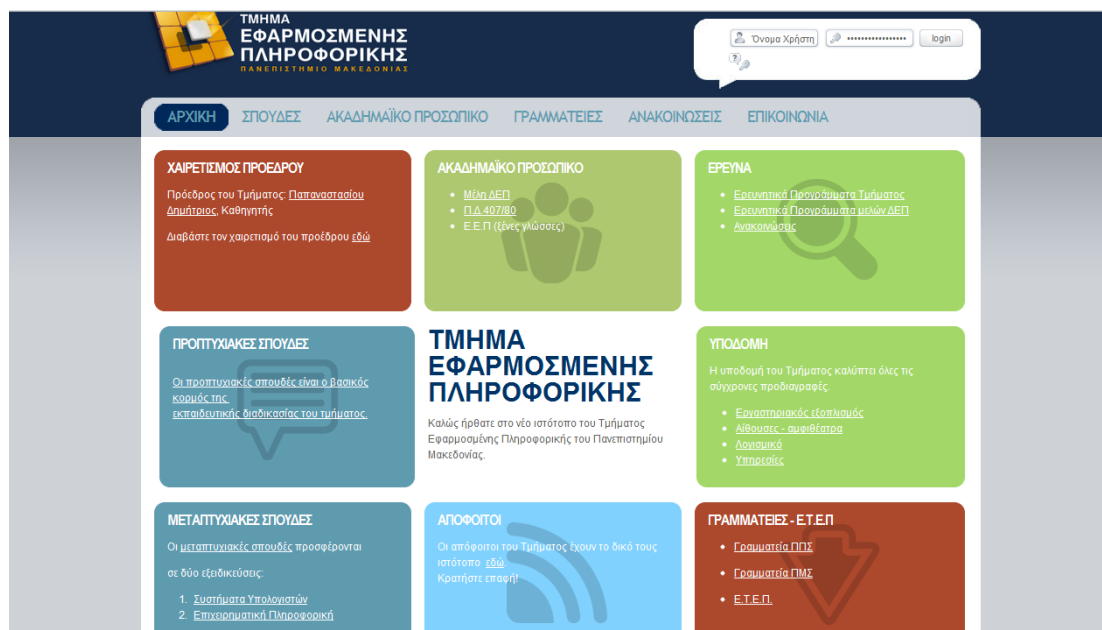 ΤΜΗΜΑ
ΕΦΑΡΜΟΣΜΕΝΗΣ
ΠΛΗΡΟΦΟΡΙΚΗΣ
ΠΑΝΕΠΙΣΤΗΜΙΟ ΜΑΚΕΔΟΝΙΑΣ
Όνομα Χρήστη
login
ΑΡΧΙΚΗ ΣΠΟΥΔΕΣ ΑΚΑΔΗΜΑΪΚΟ ΠΡΟΣΩΠΙΚΟ ΓΡΑΜΜΑΤΕΙΕΣ ΑΝΑΚΟΙΝΩΣΕΙΣ ΕΠΙΚΟΙΝΩΝΙΑ
ΧΑΙΡΕΤΙΣΜΟΣ ΠΡΟΕΔΡΟΥ
Πρόεδρος του Τμήματος: Παπαναστασίου
Δημήτριος, Καθηγητής
Διαβάστε τον χαιρετισμό του προέδρου εδώ
ΑΚΑΔΗΜΑΪΚΟ ΠΡΟΣΩΠΙΚΟ
• Μέλη ΔΕΠ
• Π.Δ.407/80
• Ε.Ε.Π (ξένες γλώσσες)
ΕΡΕΥΝΑ
• Ερευνητικά Προγράμματα Τμήματος
• Ερευνητικά Προγράμματα μελών ΔΕΠ
• Ανακοινώσεις
ΠΡΟΠΤΥΧΙΑΚΕΣ ΣΠΟΥΔΕΣ
Οι προπτυχιακές σπουδές είναι ο βασικός
κορμός της
εκπαιδευτικής διαδικασίας του τμήματος.
ΤΜΗΜΑ
ΕΦΑΡΜΟΣΜΕΝΗΣ
ΠΛΗΡΟΦΟΡΙΚΗΣ
Καλώς ήρθατε στο νέο ιστότοπο του Τμήματος
Εφαρμοσμένης Πληροφορικής του Πανεπιστημίου
Μακεδονίας.
ΥΠΟΔΟΜΗ
Η υποδομή του Τμήματος καλύπτει όλες τις
σύγχρονες προδιαγραφές.
• Εργαστηριακός εξοπλισμός
• Αίθουσες - αμφιθέατρα
• Λογισμικό
• Υπηρεσίες
ΜΕΤΑΠΤΥΧΙΑΚΕΣ ΣΠΟΥΔΕΣ
Οι μεταπτυχιακές σπουδές προσφέρονται
σε δύο εξειδικεύσεις:
1. Συστήματα Υπολογιστών
2. Επιχειρηματική Πληροφορική
ΑΠΟΦΟΙΤΟΙ
Οι απόφοιτοι του Τμήματος έχουν το δικό τους
ιστότοπο εδώ.
Κρατήστε επαφή!
ΓΡΑΜΜΑΤΕΙΕΣ - Ε.Τ.Ε.Π
• Γραμματεία ΠΠΣ
• Γραμματεία ΠΜΣ
• Ε.Τ.Ε.Π.